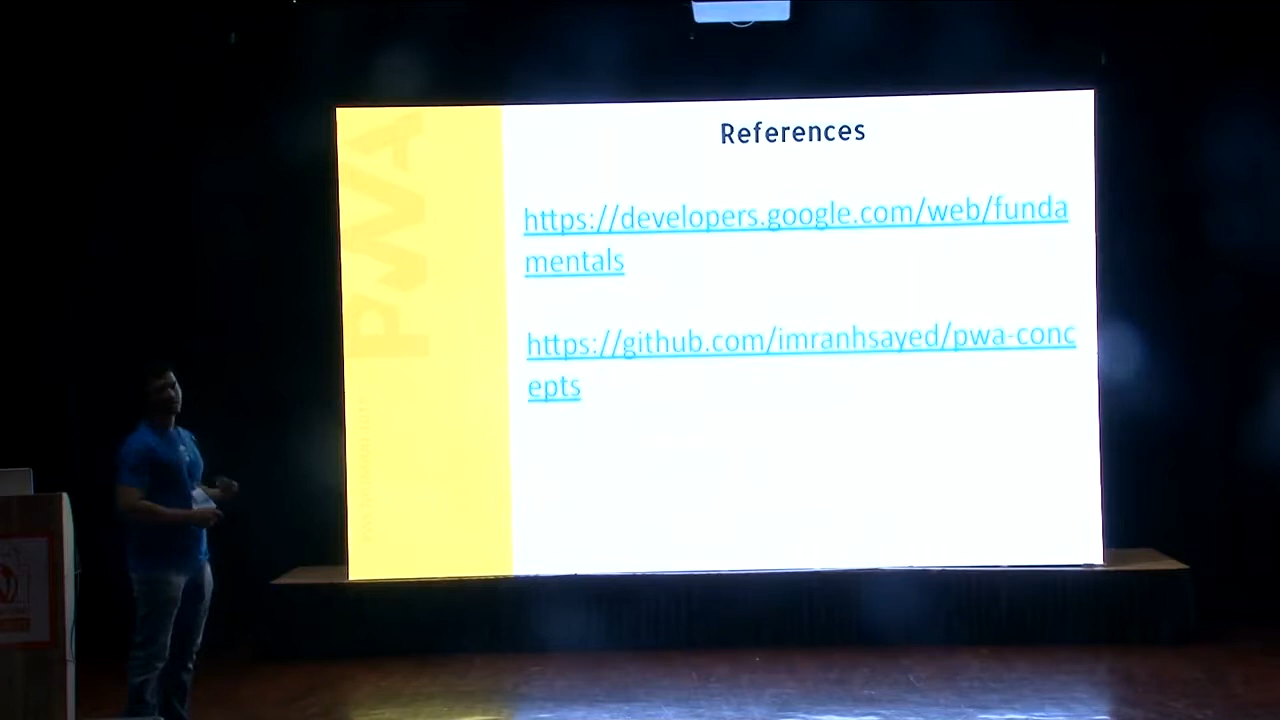 References
https://developers.google.com/web/funda
mentals
https://github.com/imranhsayed/pwa-conc
epts
PWA